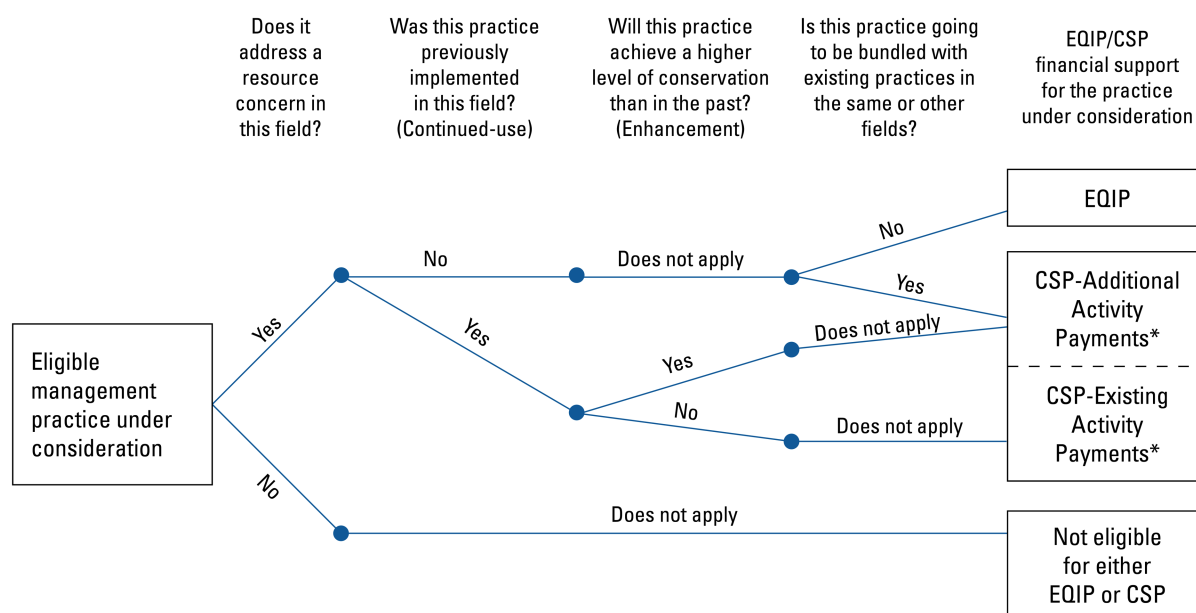 Does it
address a
resource
concern in
this field?
Was this practice
previously
implemented
in this field?
(Continued-use)
Will this practice
achieve a higher
level of conservation
than in the past?
(Enhancement)
Is this practice going
to be bundled with
existing practices in
the same or other
fields?
EQIP/CSP
financial support
for the practice
under consideration
EQIP
No
No
Does not apply
Yes
CSP-Additional
Activity
Payments*
Yes
Yes
Does not apply
Eligible
management
practice under
consideration
Yes
No
Does not apply
CSP-Existing
Activity
Payments*
No
Does not apply
Not eligible
for either
EQIP or CSP